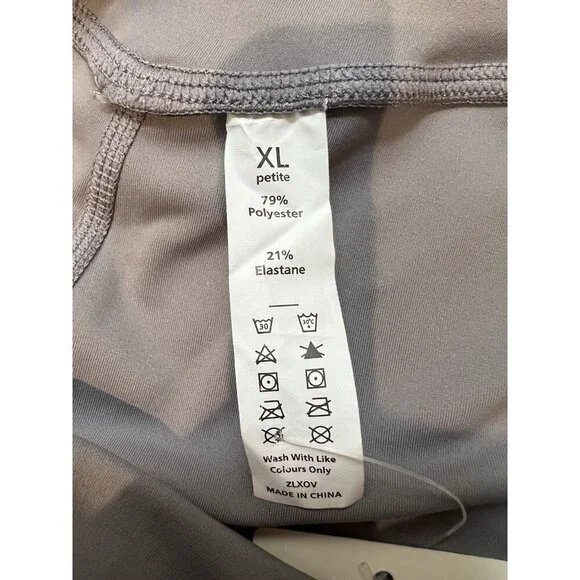 XL
petite
79%
Polyester
21%
Elastane
30 30°C
Wash With Like
Colours Only
ZLXOV
MADE IN CHINA